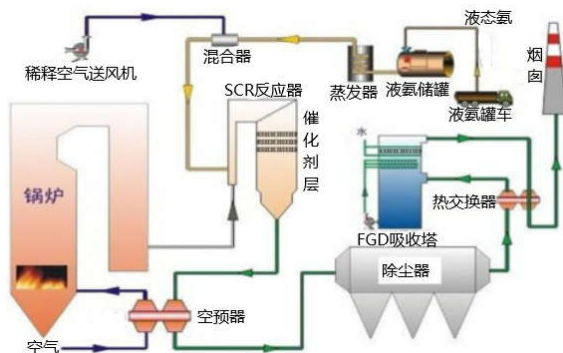 液态氨
混合器
稀释空气送风机
蒸发器
液氨储罐
烟
囱
液氨罐车
SCR反应器
催
化
剂
层
水
锅炉
热交换器
FGD吸收塔
除尘器
空预器
空气